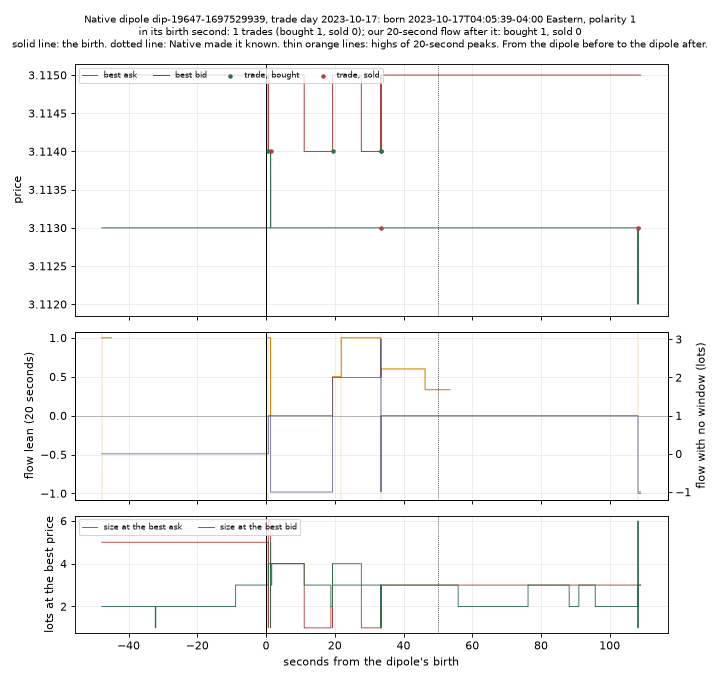 Native dipole dip-19647-1697529939, trade day 2023-10-17: born 2023-10-17T04:05:39-04:00 Eastern, polarity 1
in its birth second: 1 trades (bought 1, sold 0); our 20-second flow after it: bought 1, sold 0
solid line: the birth. dotted line: Native made it known. thin orange lines: highs of 20-second peaks. From the dipole before to the dipole after.
best ask best bid trade, bought trade, sold
3.1150
3.1145
3.1140
3.1135
3.1130
3.1125
3.1120
price
1.0
0.5
0.0
−0.5
−1.0
flow lean (20 seconds)
3
2
1
0
−1
flow with no window (lots)
size at the best ask size at the best bid
6
4
2
lots at the best price
−40 −20 0 20 40 60 80 100
seconds from the dipole's birth